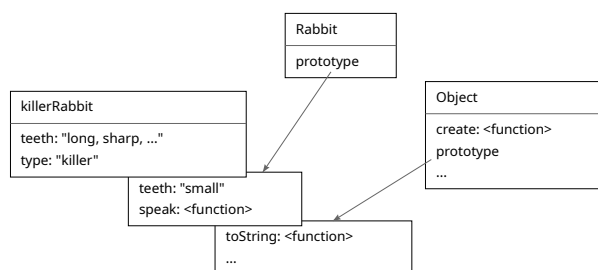 Rabbit
prototype
killerRabbit
teeth: "long, sharp, ..."
type: "killer"
Object
create: <function>
prototype
...
teeth: "small"
speak: <function>
toString: <function>
...